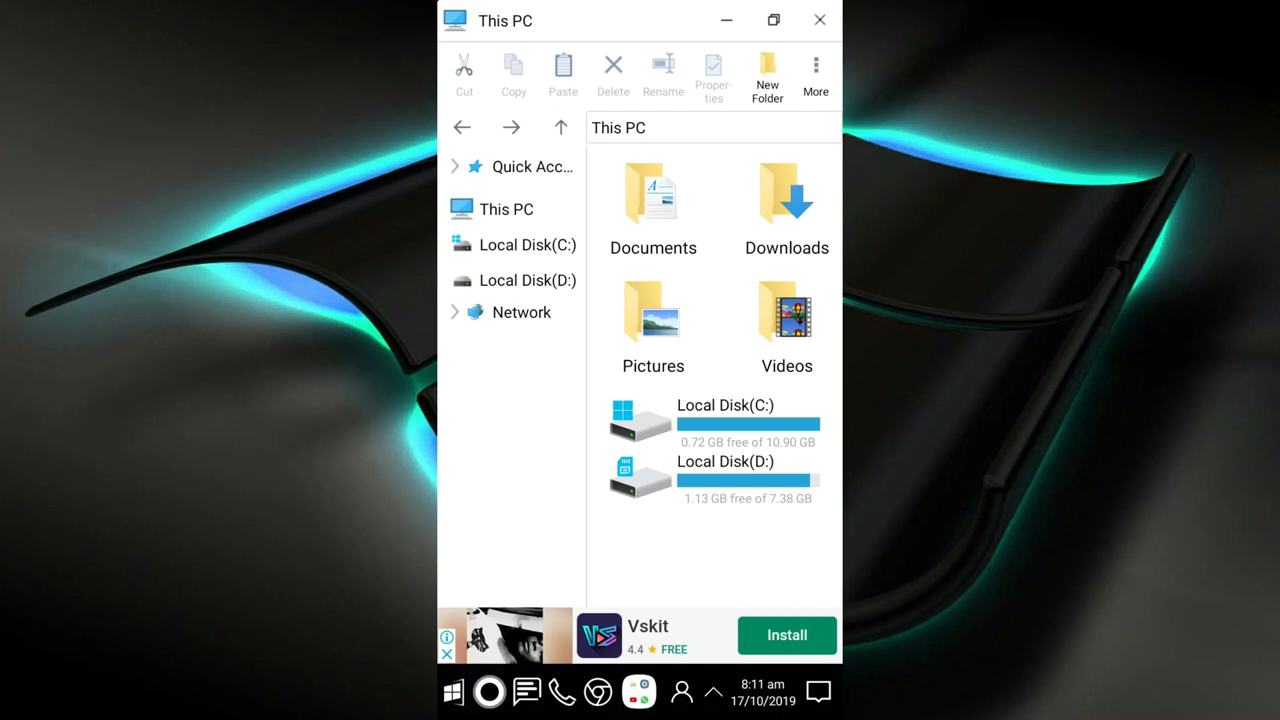 This PC
Cut
Copy
Paste
Delete
Rename
Proper-
ties
New
Folder
More
This PC
Quick Acc...
This PC
Local Disk(C:)
Local Disk(D:)
Network
Documents
Downloads
Pictures
Videos
Local Disk(C:)
0.72 GB free of 10.90 GB
Local Disk(D:)
1.13 GB free of 7.38 GB
Vskit
4.4 ★ FREE
Install
8:11 am
17/10/2019